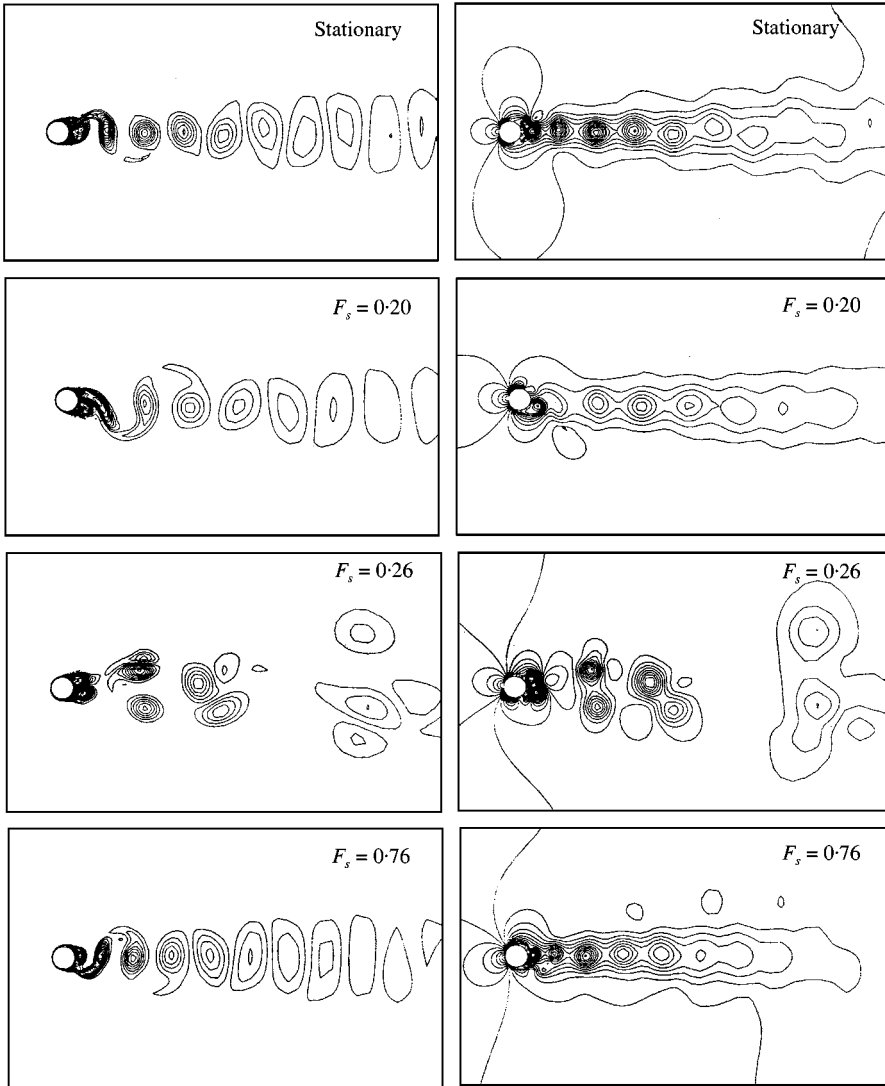 Stationary
Stationary
F_s = 0·20
F_s = 0·20
F_s = 0·26
F_s = 0·26
F_s = 0·76
F_s = 0·76